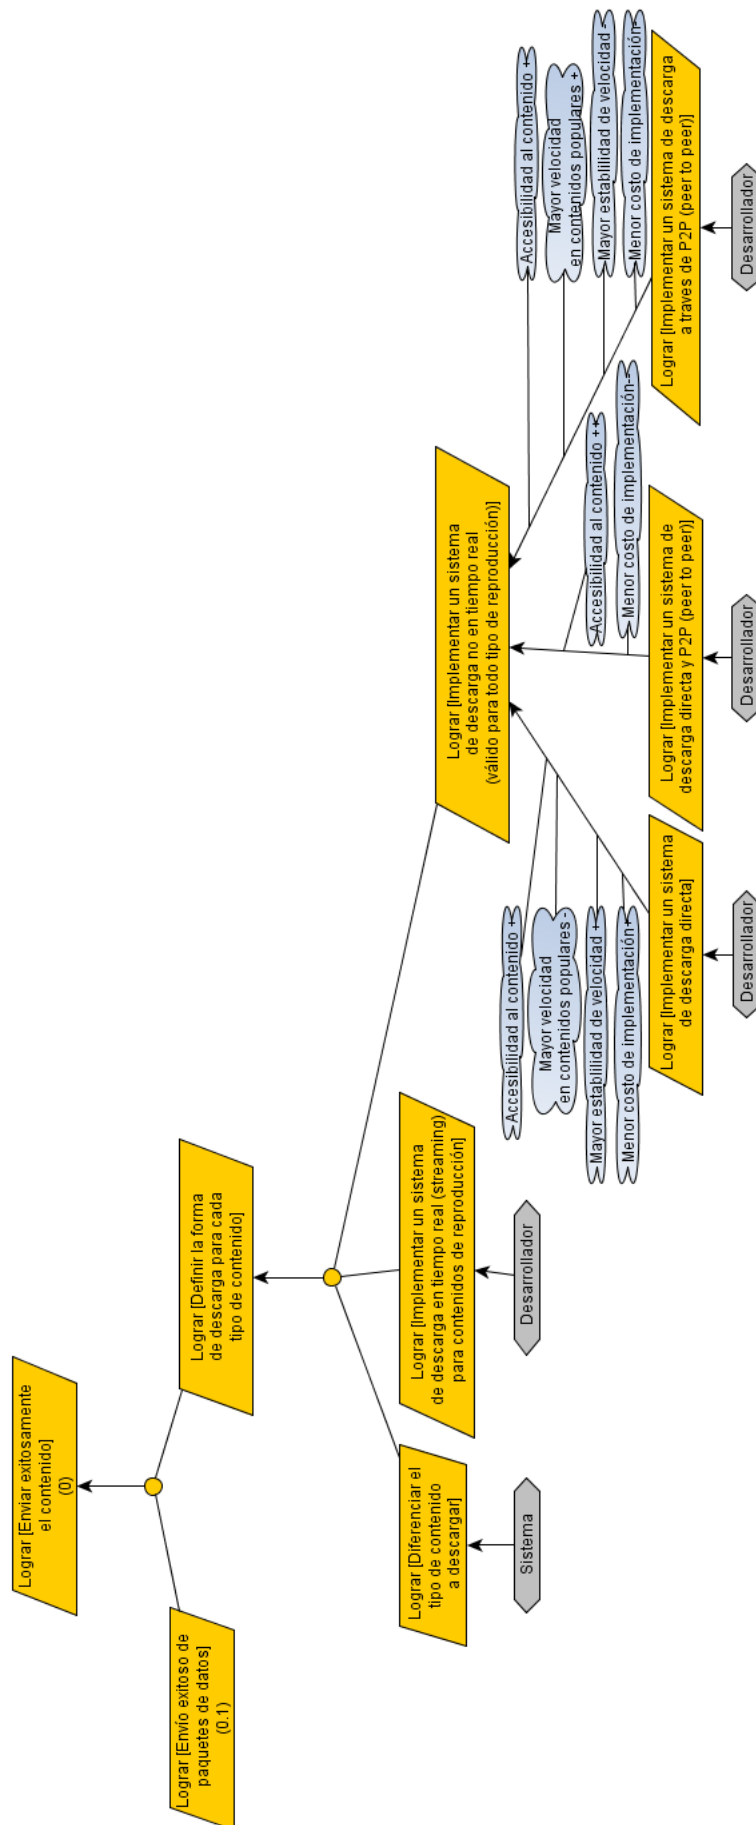 Lograr [Enviar exitosamente
el contenido]
(0)
Lograr [Envío exitoso de
paquetes de datos]
(0.1)
Lograr [Definir la forma
de descarga para cada
tipo de contenido]
Lograr [Diferenciar el
tipo de contenido
a descargar]
Sistema
Lograr [Implementar un sistema
de descarga en tiempo real (streaming)
para contenidos de reproducción]
Desarrollador
Lograr [Implementar un sistema
de descarga no en tiempo real
(válido para todo tipo de reproducción)]
Accesibilidad al contenido +
Mayor velocidad
en contenidos populares -
Mayor establilidad de velocidad +
Menor costo de implementación+
Lograr [Implementar un sistema
de descarga directa]
Desarrollador
Accesibilidad al contenido ++
Menor costo de implementación--
Lograr [Implementar un sistema de
descarga directa y P2P (peer to peer)]
Desarrollador
Accesibilidad al contenido +
Mayor velocidad
en contenidos populares +
Mayor establilidad de velocidad -
Menor costo de implementación-
Lograr [Implementar un sistema de descarga
a traves de P2P (peer to peer)]
Desarrollador